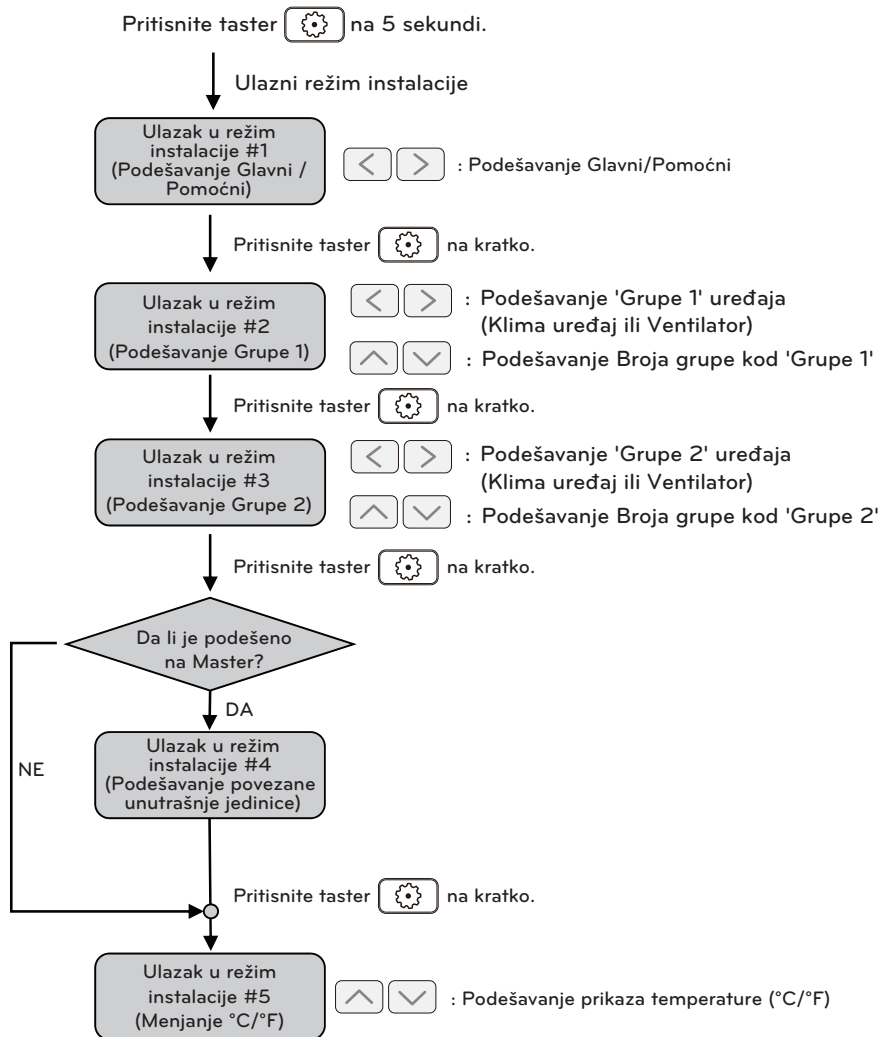 Pritisnite taster na 5 sekundi.
Ulazni režim instalacije
Ulazak u režim
instalacije #1
(Podešavanje Glavni /
Pomoćni)
: Podešavanje Glavni/Pomoćni
Pritisnite taster na kratko.
Ulazak u režim
instalacije #2
(Podešavanje Grupe 1)
: Podešavanje 'Grupe 1' uređaja
(Klima uređaj ili Ventilator)
: Podešavanje Broja grupe kod 'Grupe 1'
Pritisnite taster na kratko.
Ulazak u režim
instalacije #3
(Podešavanje Grupe 2)
: Podešavanje 'Grupe 2' uređaja
(Klima uređaj ili Ventilator)
: Podešavanje Broja grupe kod 'Grupe 2'
Pritisnite taster na kratko.
Da li je podešeno
na Master?
DA
NE
Ulazak u režim
instalacije #4
(Podešavanje povezane
unutrašnje jedinice)
Pritisnite taster na kratko.
Ulazak u režim
instalacije #5
(Menjanje °C/°F)
: Podešavanje prikaza temperature (°C/°F)